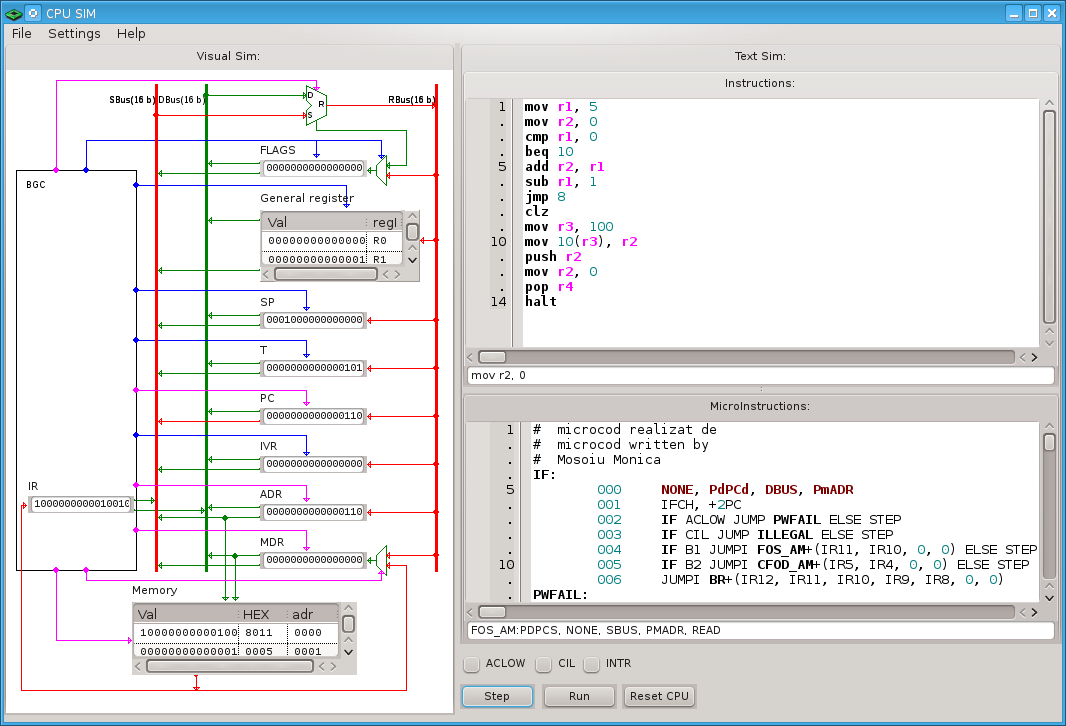 CPU SIM
File Settings Help
Visual Sim:
SBus(16 b) DBus(16 b) RBus(16 b)
D
R
S
FLAGS
0000000000000000
BGC
General register
Val regl
00000000000000 R0
00000000000001 R1
SP
0001000000000000
T
0000000000000101
PC
0000000000000110
IVR
0000000000000000
IR
1000000000010010
ADR
0000000000000110
MDR
0000000000000000
Memory
Val HEX adr
10000000000100 8011 0000
00000000000001 0005 0001
Text Sim:
Instructions:
1 mov r1, 5
. mov r2, 0
. cmp r1, 0
. beq 10
5 add r2, r1
. sub r1, 1
. jmp 8
. clz
. mov r3, 100
10 mov 10(r3), r2
. push r2
. mov r2, 0
. pop r4
14 halt
mov r2, 0
MicroInstructions:
1 # microcod realizat de
. # microcod written by
. # Mosoiu Monica
. IF:
5 000 NONE, PdPCd, DBUS, PmADR
. 001 IFCH, +2PC
. 002 IF ACLOW JUMP PWFAIL ELSE STEP
. 003 IF CIL JUMP ILLEGAL ELSE STEP
. 004 IF B1 JUMPI FOS_AM+(IR11, IR10, 0, 0) ELSE STEP
10 005 IF B2 JUMPI CFOD_AM+(IR5, IR4, 0, 0) ELSE STEP
. 006 JUMPI BR+(IR12, IR11, IR10, IR9, IR8, 0, 0)
. PWFAIL:
FOS_AM:PDPCS, NONE, SBUS, PMADR, READ
ACLOW CIL INTR
Step Run Reset CPU